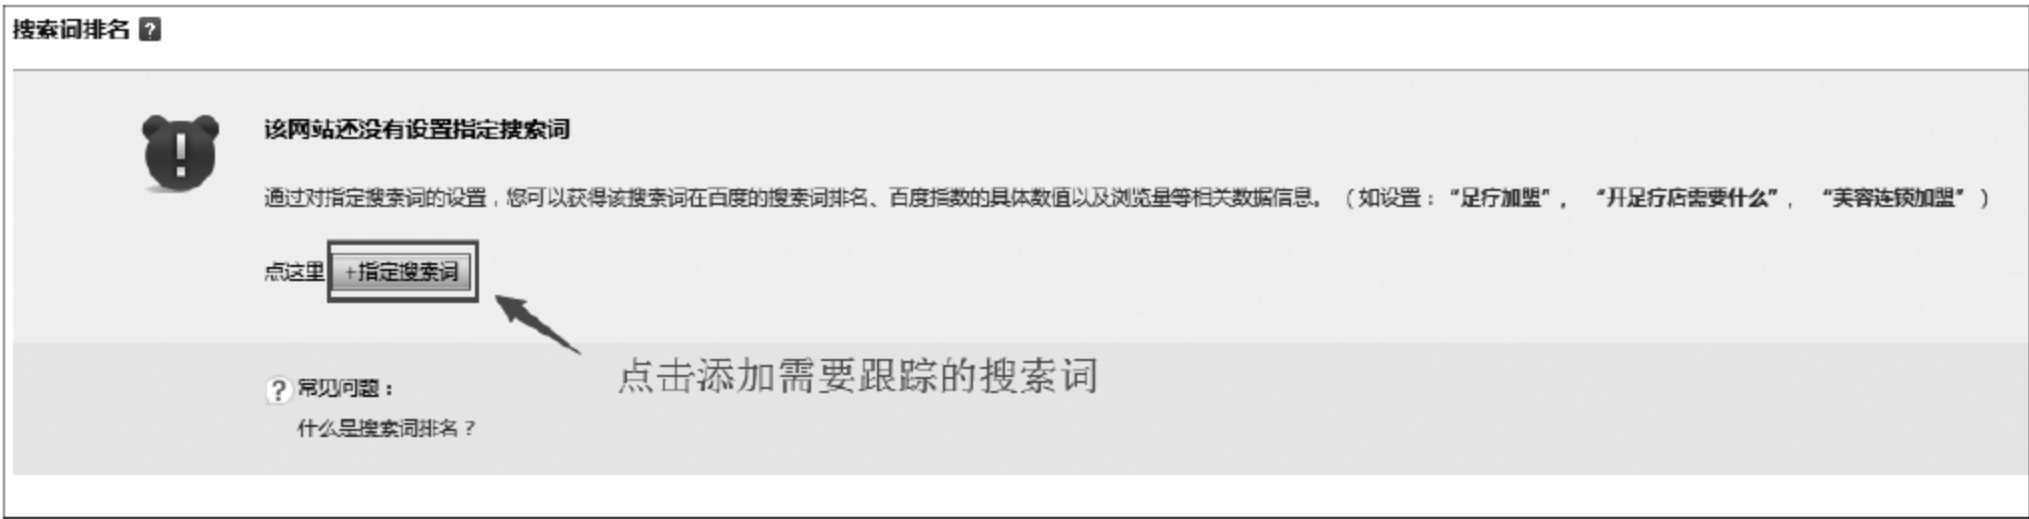 搜索词排名 ?
该网站还没有设置指定搜索词
通过对指定搜索词的设置，您可以获得该搜索词在百度的搜索词排名、百度指数的具体数值以及浏览量等相关数据信息。（如设置：“足疗加盟”，“开足疗店需要什么”，“美容连锁加盟”）
点这里 +指定搜索词
点击添加需要跟踪的搜索词
? 常见问题：
什么是搜索词排名？